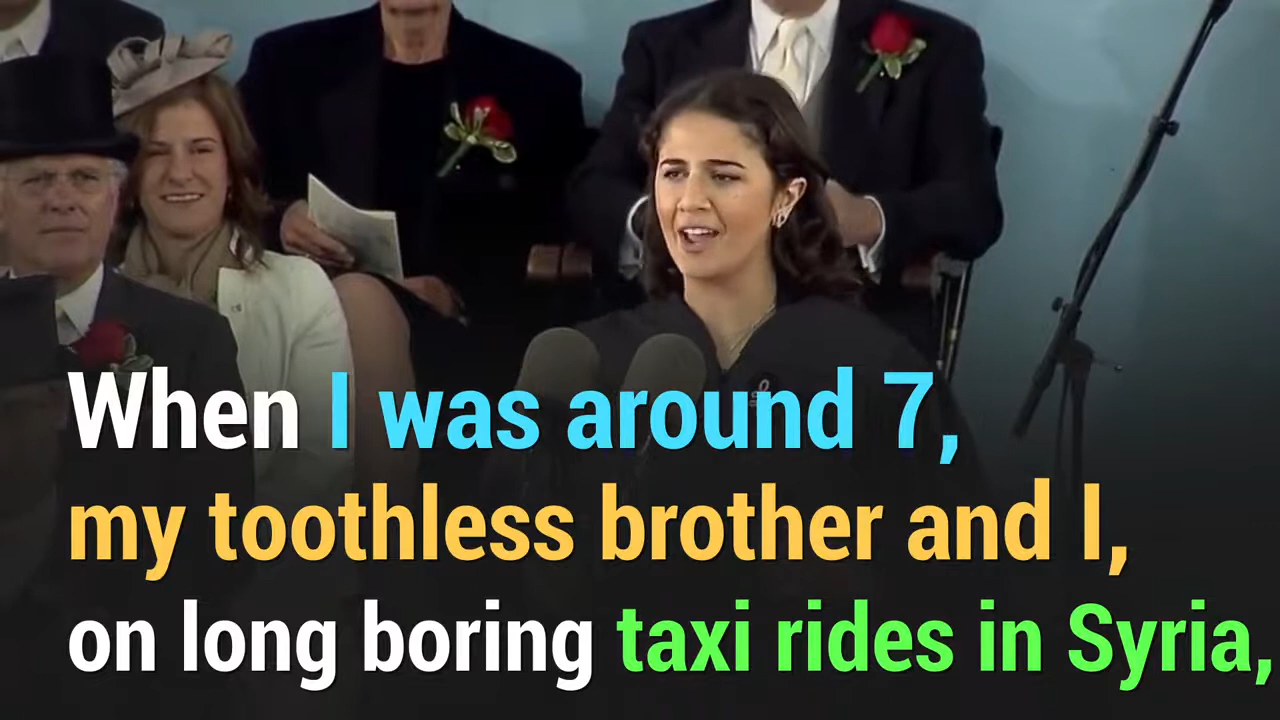 When I was around 7,
my toothless brother and I,
on long boring taxi rides in Syria,